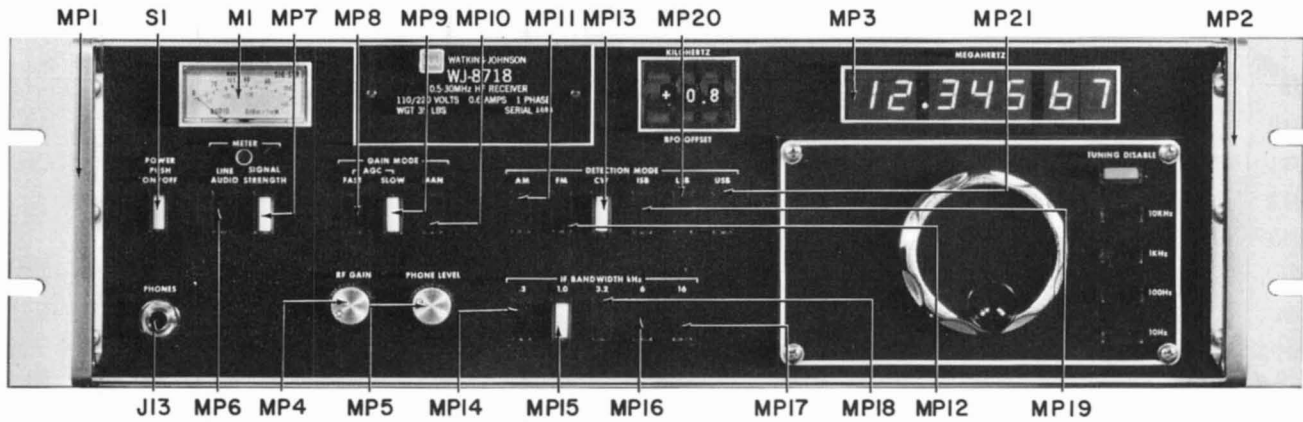 MP1 S1 M1 MP7 MP8 MP9 MP10 MP11 MP13 MP20 MP3 MP21 MP2
WATKINS-JOHNSON
WJ-8718
0.5-30MHz HF RECEIVER
110/220 VOLTS 0.6 AMPS 1 PHASE
WGT LBS SERIAL
KILOHERTZ
+ 0.8
BFO OFFSET
MEGAHERTZ
12.34567
METER
LINE AUDIO
SIGNAL STRENGTH
POWER
PUSH
ON/OFF
GAIN MODE
AGC
FAST SLOW MAN
DETECTION MODE
AM FM CW ISB LSB USB
TUNING DISABLE
10KHz
1KHz
100Hz
10Hz
PHONES
RF GAIN
PHONE LEVEL
IF BANDWIDTH kHz
.3 1.0 3.2 6 16
J13 MP6 MP4 MP5 MP14 MP15 MP16 MP17 MP18 MP12 MP19